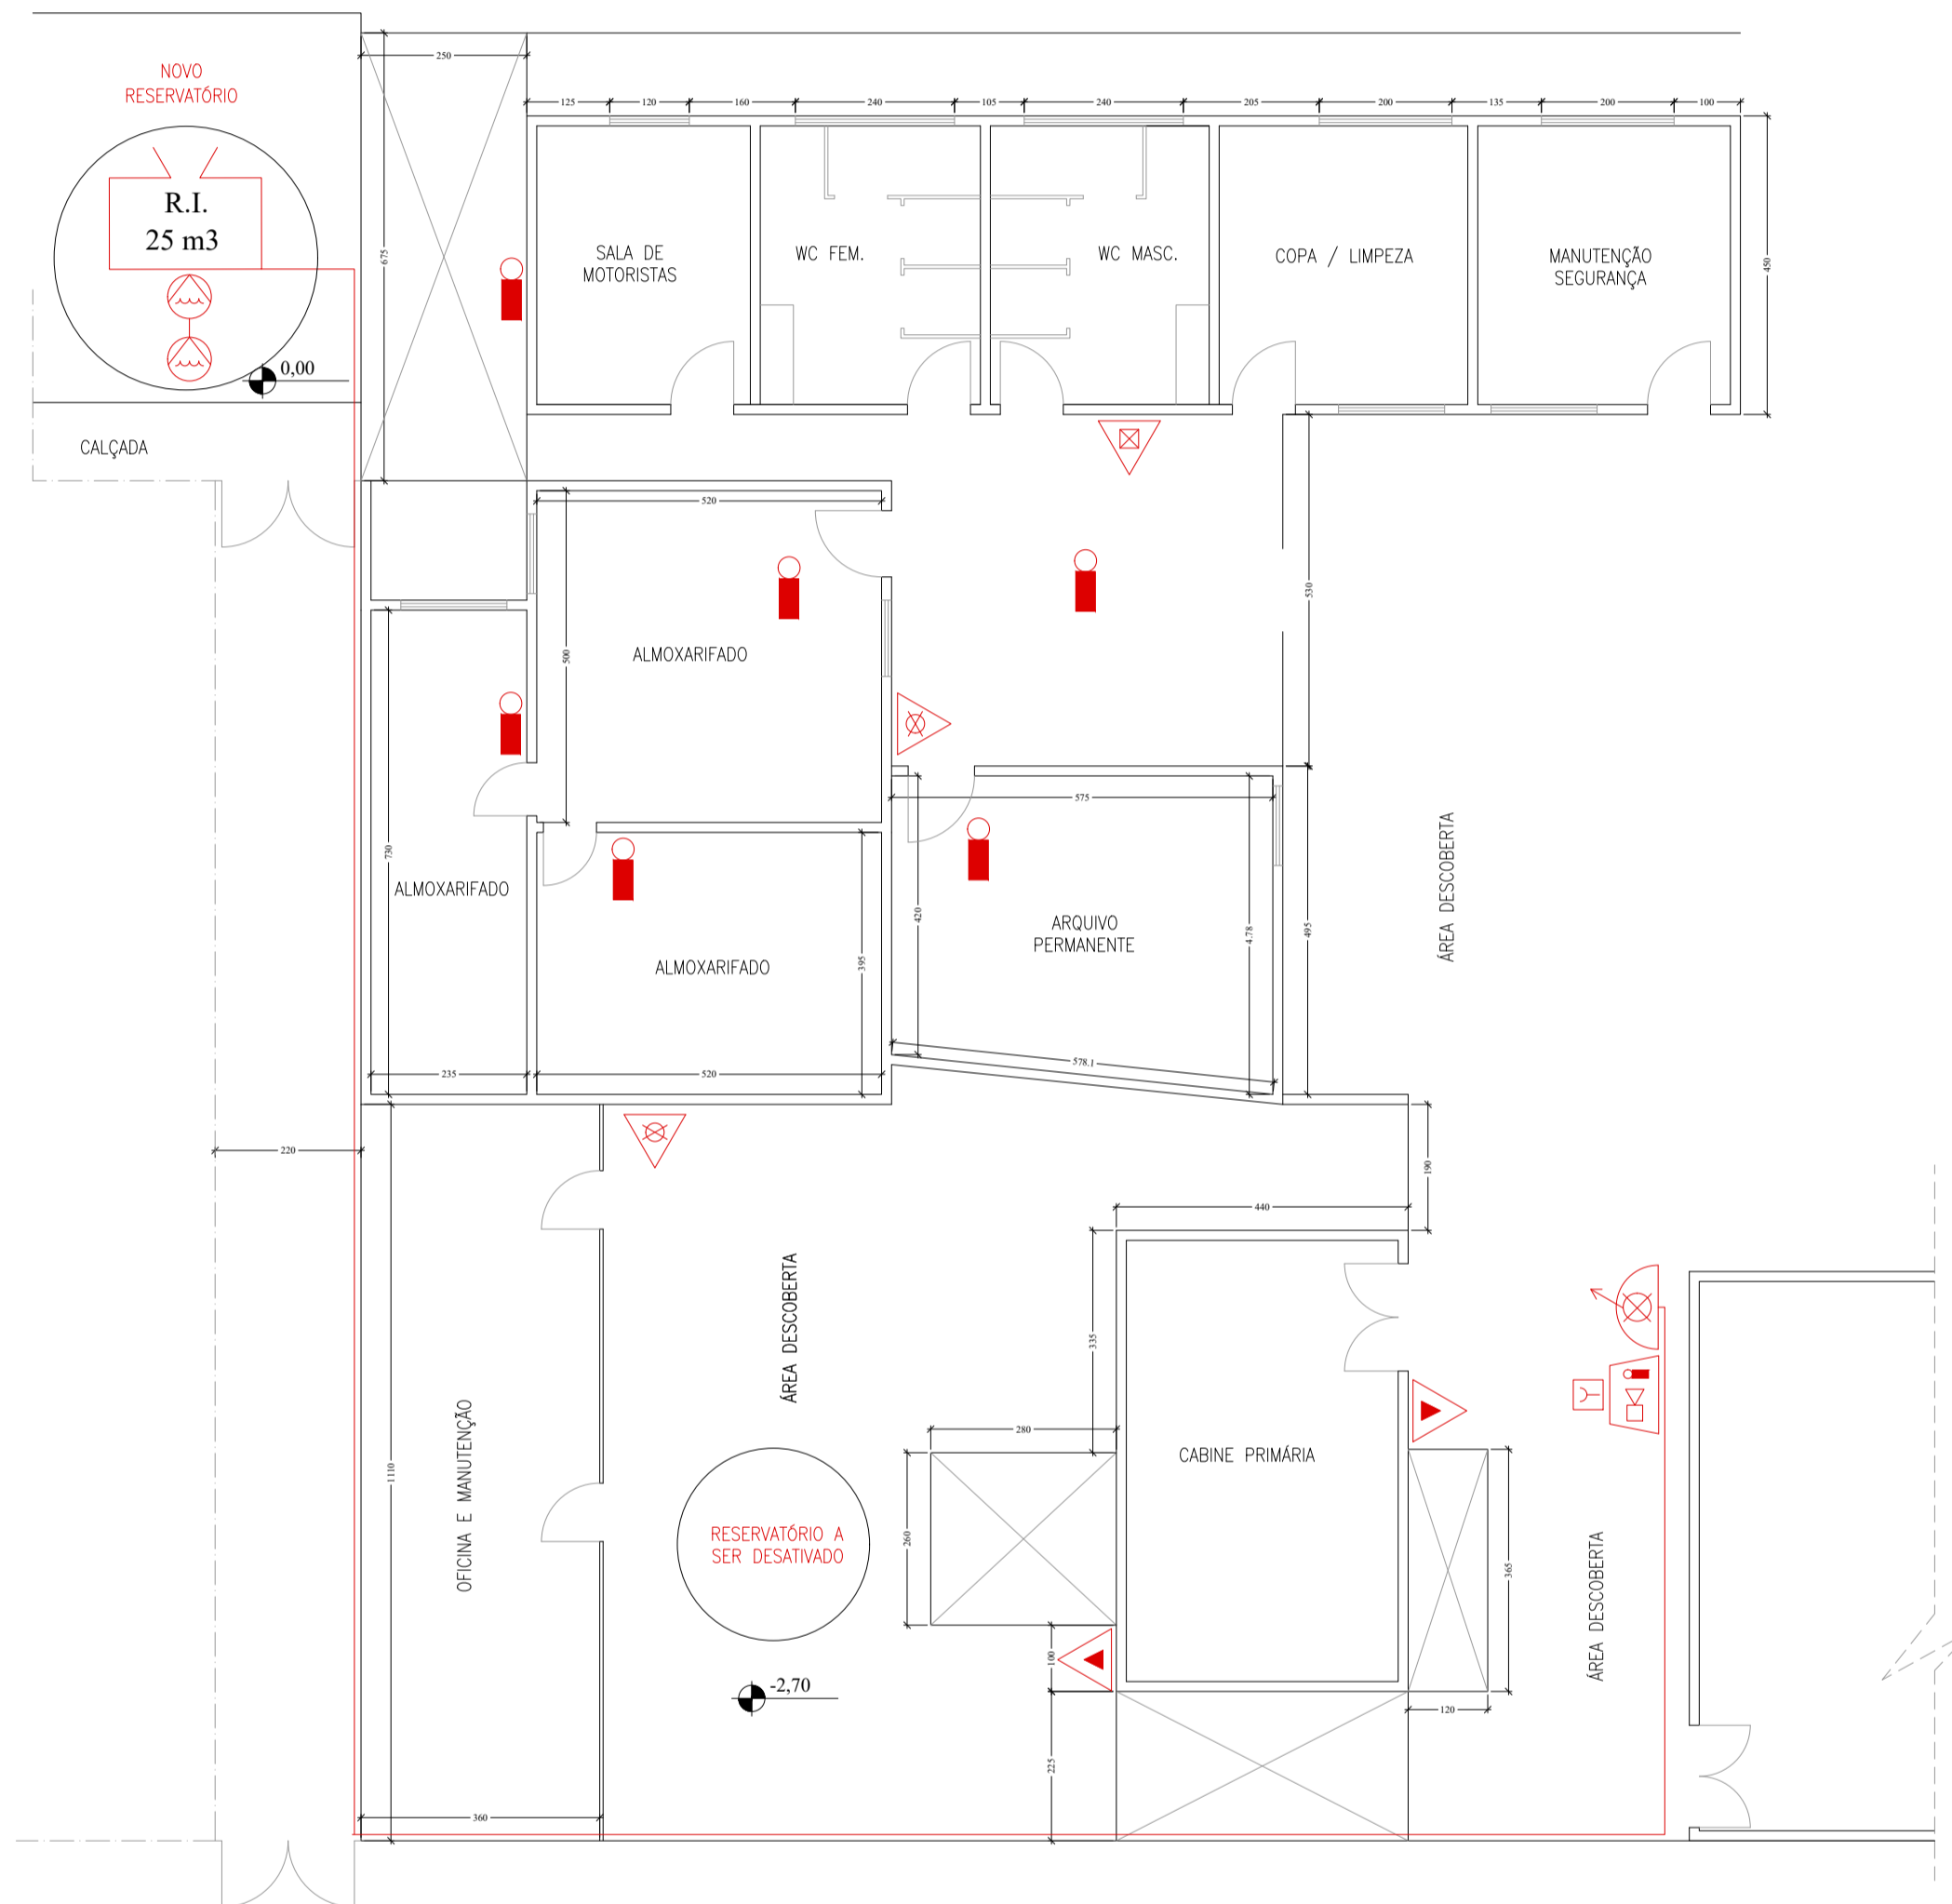 250
NOVO
RESERVATÓRIO
125
120
160
240
105
240
205
200
135
200
100
R.I.
25 m3
675
SALA DE
MOTORISTAS
WC FEM.
WC MASC.
COPA / LIMPEZA
MANUTENÇÃO
SEGURANÇA
450
0,00
CALÇADA
520
530
500
ALMOXARIFADO
575
730
ALMOXARIFADO
ÁREA DESCOBERTA
420
ARQUIVO
PERMANENTE
4.78
495
ALMOXARIFADO
395
578.1
235
520
220
190
440
ÁREA DESCOBERTA
335
280
OFICINA E MANUTENÇÃO
1110
CABINE PRIMÁRIA
RESERVATÓRIO A
SER DESATIVADO
260
365
ÁREA DESCOBERTA
100
-2,70
120
225
360